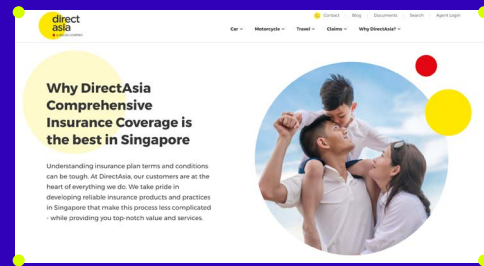 direct
asia
Contact
Blog
Documents
Search
Agent Login
Car
Motorcycle
Travel
Claims
Why DirectAsia?
Why DirectAsia
Comprehensive
Insurance Coverage is
the best in Singapore
Understanding insurance plan terms and conditions
can be tough. At DirectAsia, our customers are at the
heart of everything we do. We take pride in
developing reliable insurance products and practices
in Singapore that make this process less complicated
- while providing you top-notch value and services.